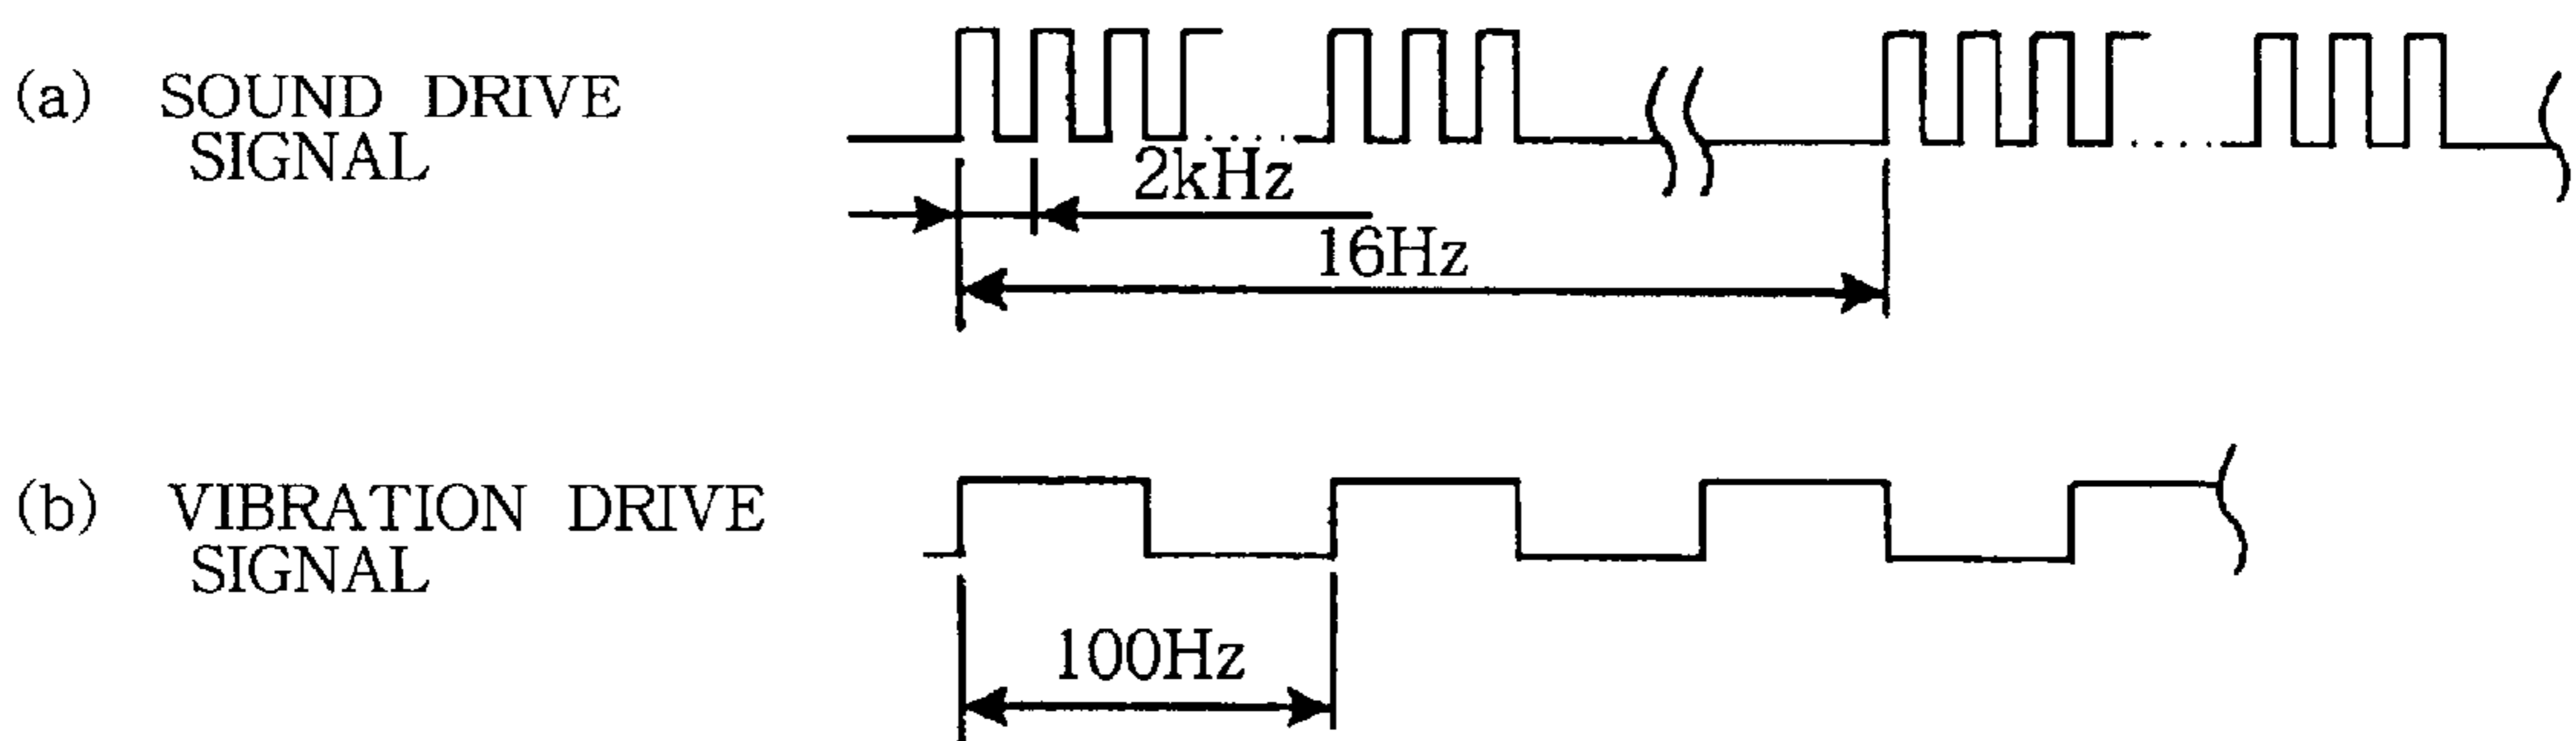 (a) SOUND DRIVE
SIGNAL
2kHz
16Hz
(b) VIBRATION DRIVE
SIGNAL
100Hz